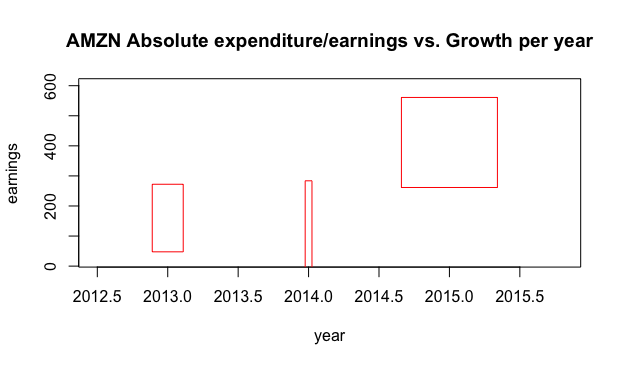 AMZN Absolute expenditure/earnings vs. Growth per year
earnings
600
400
200
0
2012.5 2013.0 2013.5 2014.0 2014.5 2015.0 2015.5
year